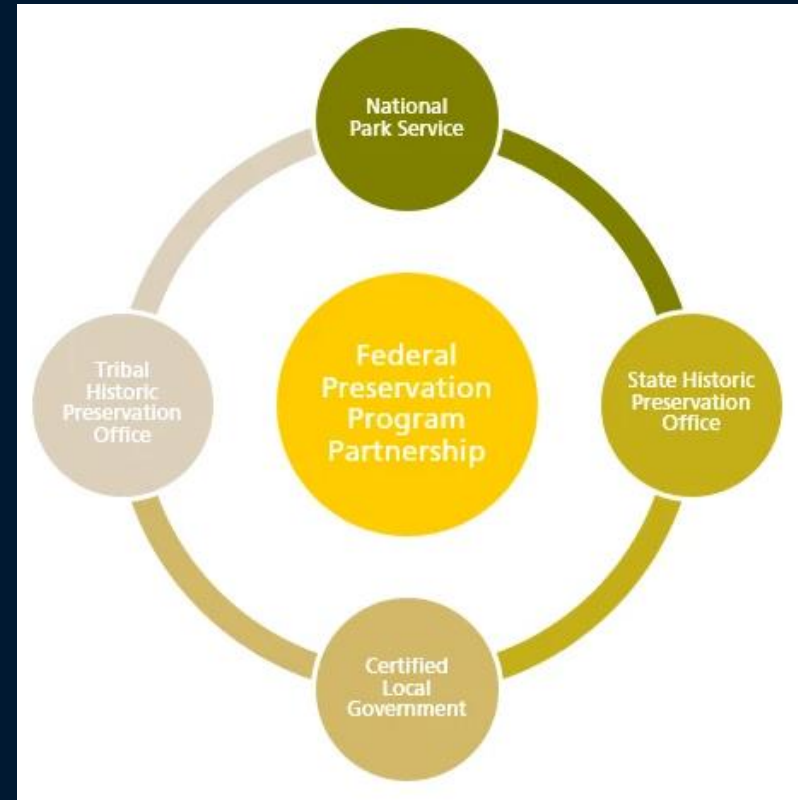 National
Park Service
Tribal
Historic
Preservation
Office
Federal
Preservation
Program
Partnership
State Historic
Preservation
Office
Certified
Local
Government